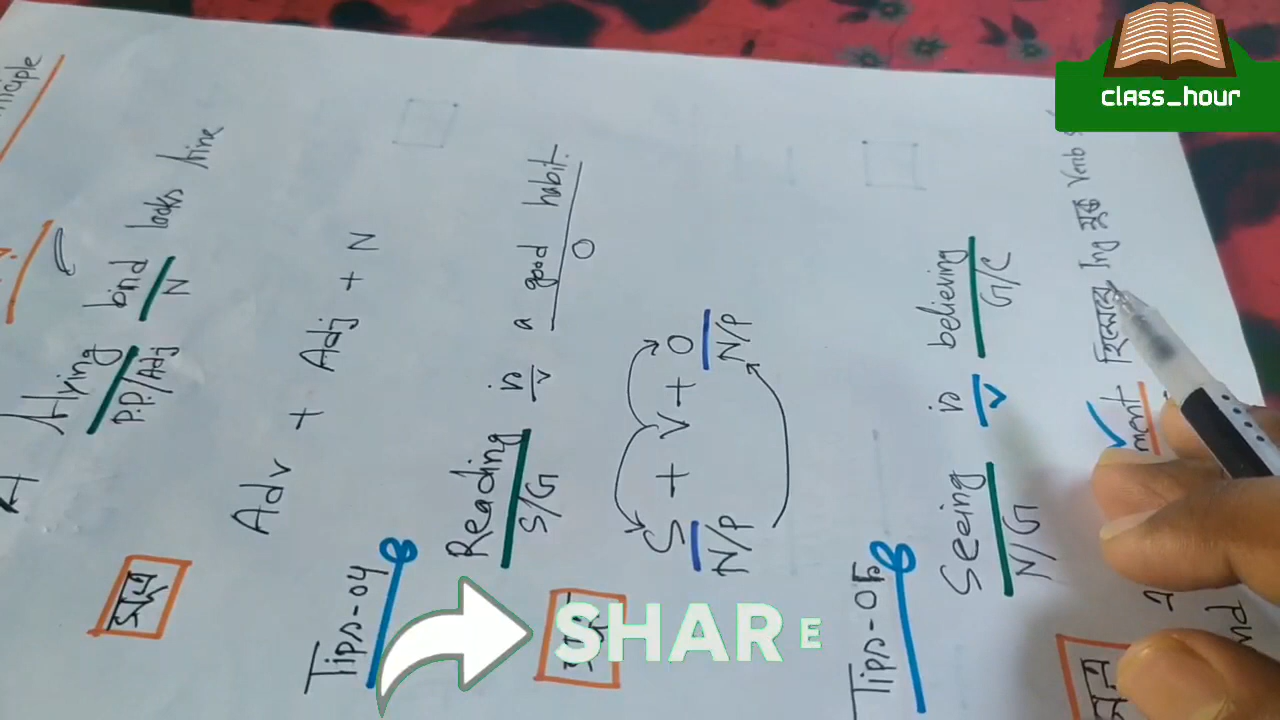 class_hour
A flying bird looks fine
P.P/Adj N
সূত্র
Adv + Adj + N
Tips-04
Reading is a good habit.
S/G v O
S + V + O
N/P N/P
Tips-05
Seeing is believing
N/G v G/C
ment হিসেবে Ing যুক্ত Verb
SHARE